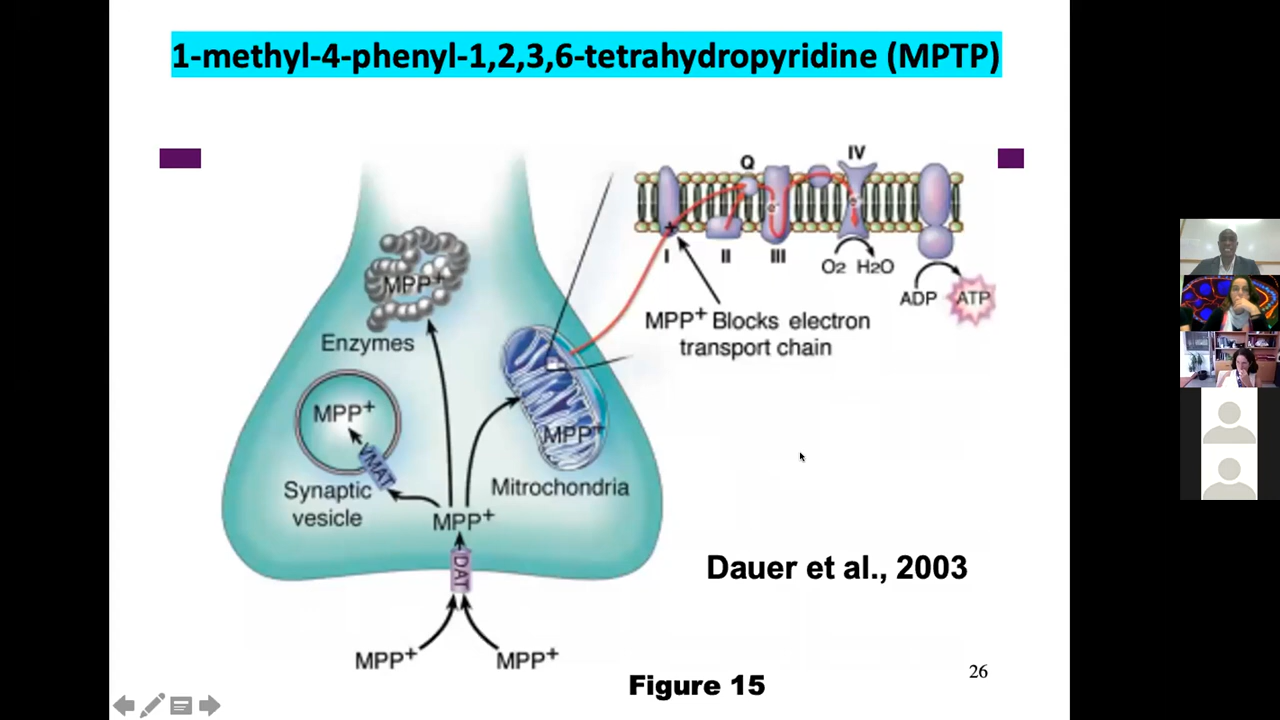 1-methyl-4-phenyl-1,2,3,6-tetrahydropyridine (MPTP)
Q
IV
I
II
III
e-
e-
O2 H2O
ADP
ATP
MPP+ Blocks electron
transport chain
MPP+
Enzymes
MPP+
VMAT
Synaptic
vesicle
MPP+
Mitrochondria
MPP+
DAT
MPP+
MPP+
Dauer et al., 2003
Figure 15
26